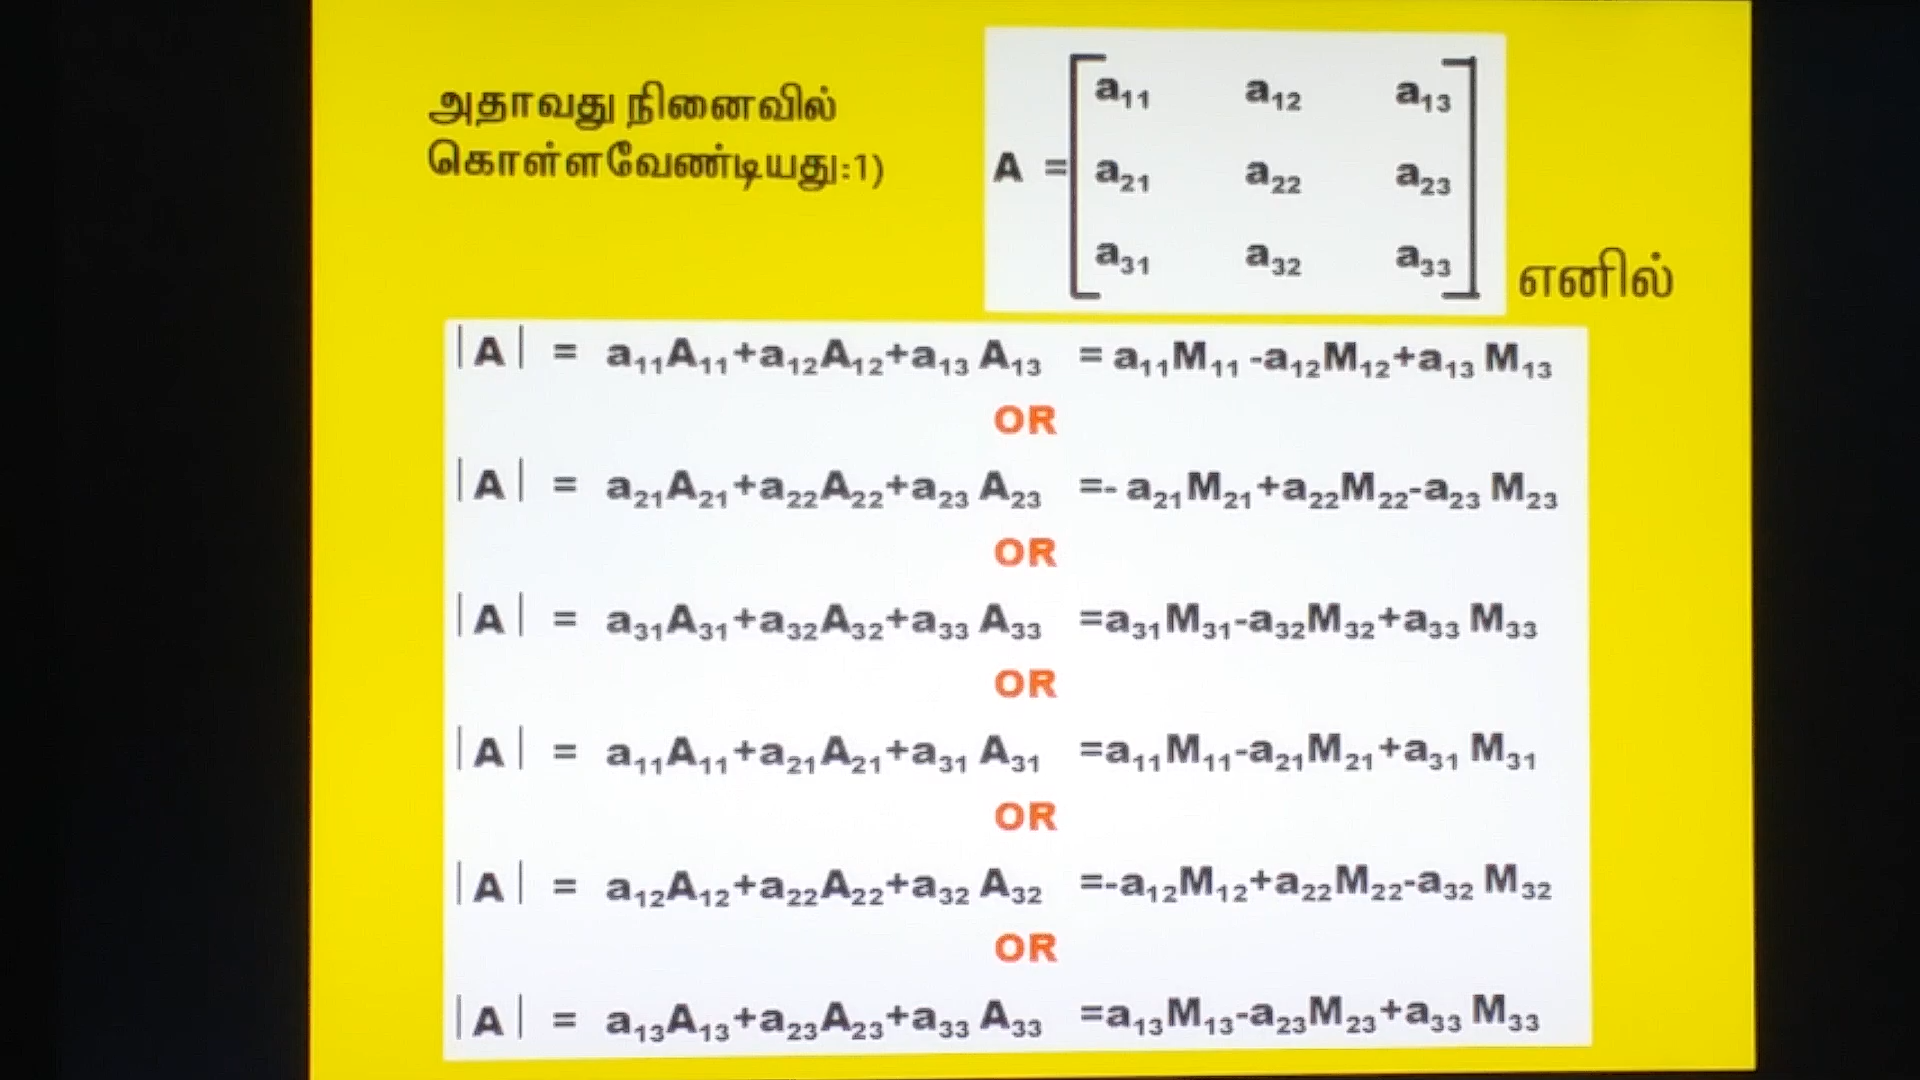 அதாவது நினைவில்
கொள்ளவேண்டியது:1)
A = [ a₁₁ a₁₂ a₁₃
a₂₁ a₂₂ a₂₃
a₃₁ a₃₂ a₃₃ ] எனில்
|A| = a₁₁A₁₁+a₁₂A₁₂+a₁₃ A₁₃ = a₁₁M₁₁ -a₁₂M₁₂+a₁₃ M₁₃
OR
|A| = a₂₁A₂₁+a₂₂A₂₂+a₂₃ A₂₃ =- a₂₁M₂₁+a₂₂M₂₂-a₂₃ M₂₃
OR
|A| = a₃₁A₃₁+a₃₂A₃₂+a₃₃ A₃₃ =a₃₁M₃₁-a₃₂M₃₂+a₃₃ M₃₃
OR
|A| = a₁₁A₁₁+a₂₁A₂₁+a₃₁ A₃₁ =a₁₁M₁₁-a₂₁M₂₁+a₃₁ M₃₁
OR
|A| = a₁₂A₁₂+a₂₂A₂₂+a₃₂ A₃₂ =-a₁₂M₁₂+a₂₂M₂₂-a₃₂ M₃₂
OR
|A| = a₁₃A₁₃+a₂₃A₂₃+a₃₃ A₃₃ =a₁₃M₁₃-a₂₃M₂₃+a₃₃ M₃₃